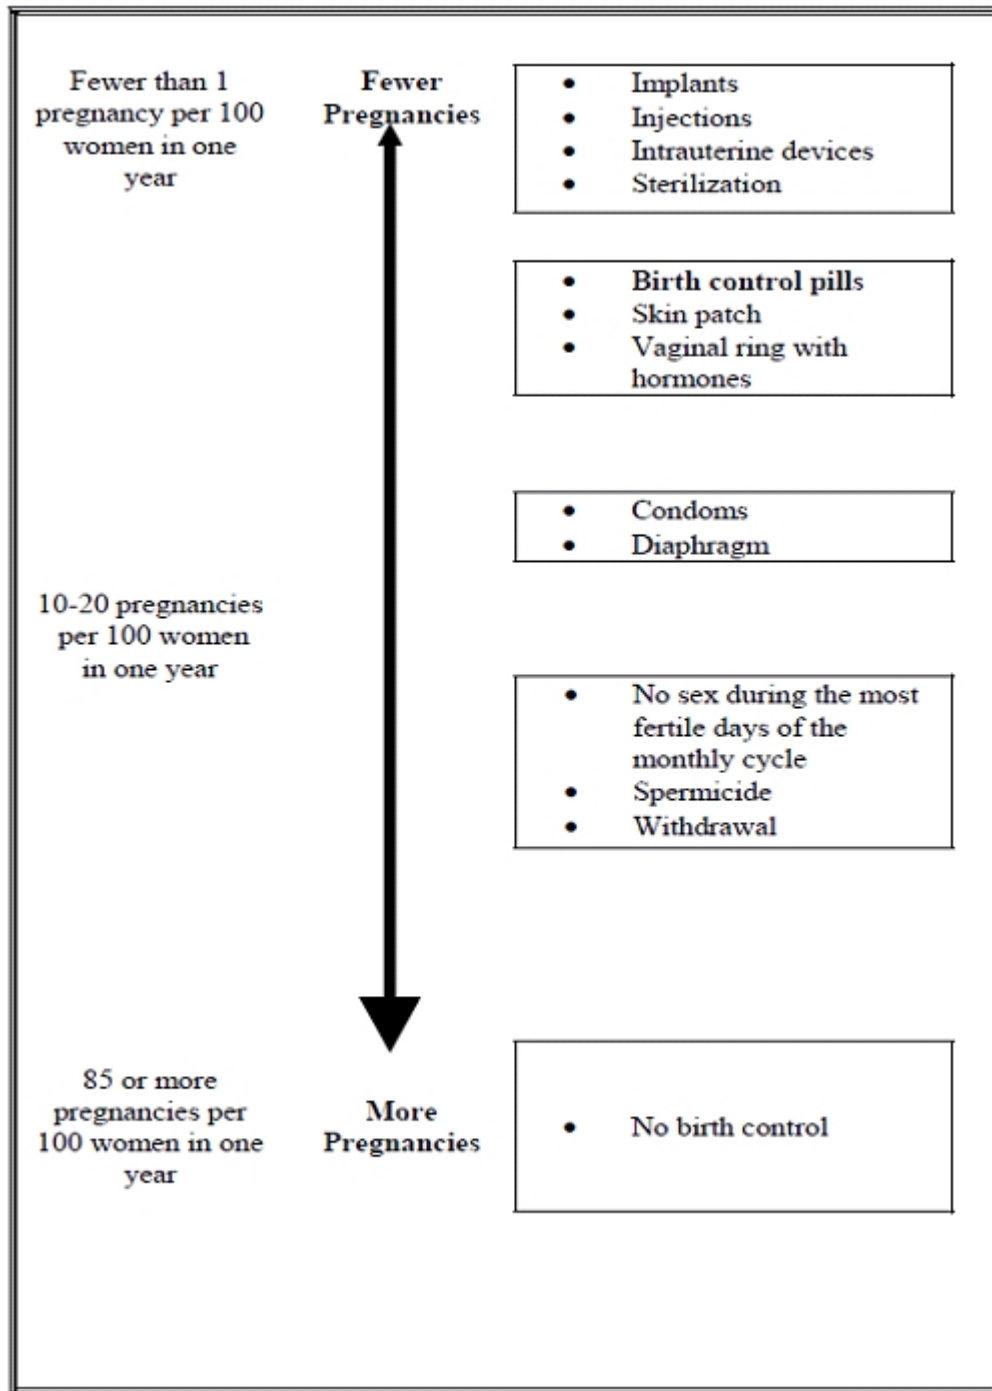 Fewer than 1
pregnancy per 100
women in one
year
Fewer
Pregnancies
• Implants
• Injections
• Intrauterine devices
• Sterilization
• Birth control pills
• Skin patch
• Vaginal ring with
hormones
• Condoms
• Diaphragm
10-20 pregnancies
per 100 women
in one year
• No sex during the most
fertile days of the
monthly cycle
• Spermicide
• Withdrawal
85 or more
pregnancies per
100 women in one
year
More
Pregnancies
• No birth control